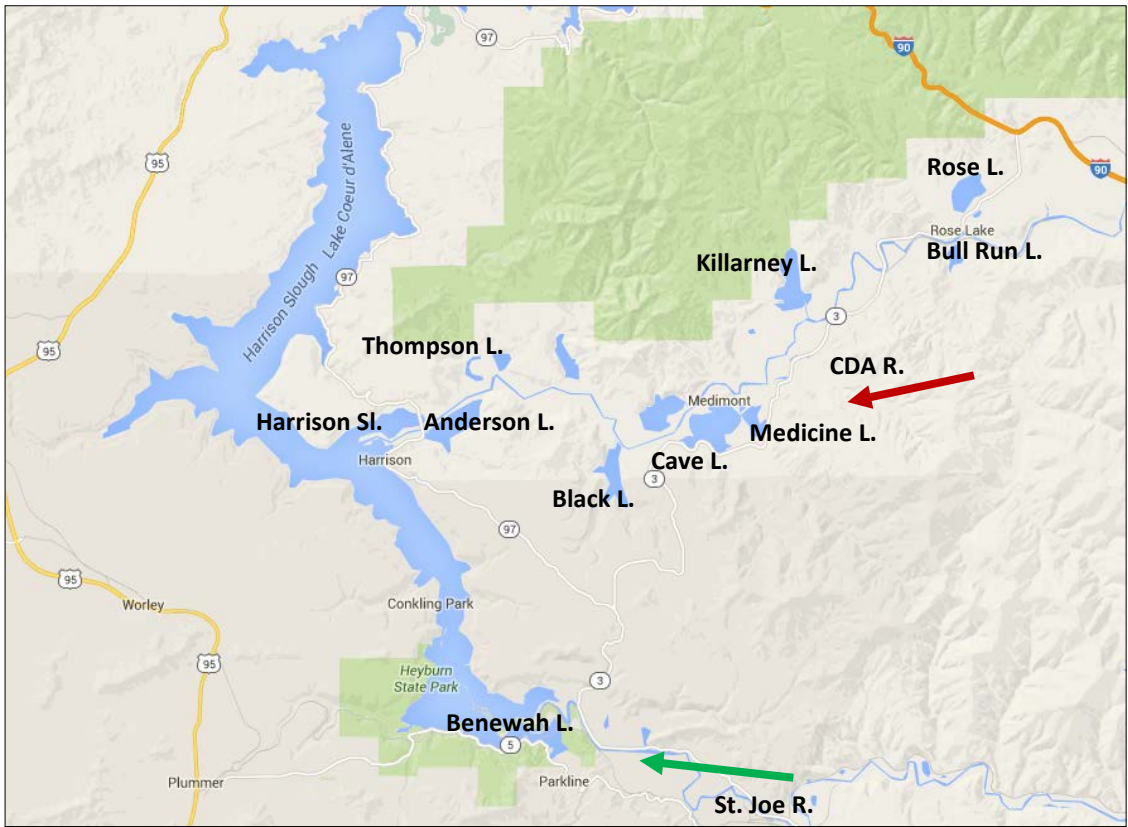 97
90
95
Rose L.
90
Rose Lake
Bull Run L.
Killarney L.
Harrison Slough
Lake Coeur d'Alene
97
3
95
Thompson L.
CDA R.
Medimont
Harrison Sl.
Anderson L.
Medicine L.
Harrison
Cave L.
3
Black L.
97
95
Worley
Conkling Park
95
Heyburn
State Park
3
Benewah L.
5
Plummer
Parkline
St. Joe R.